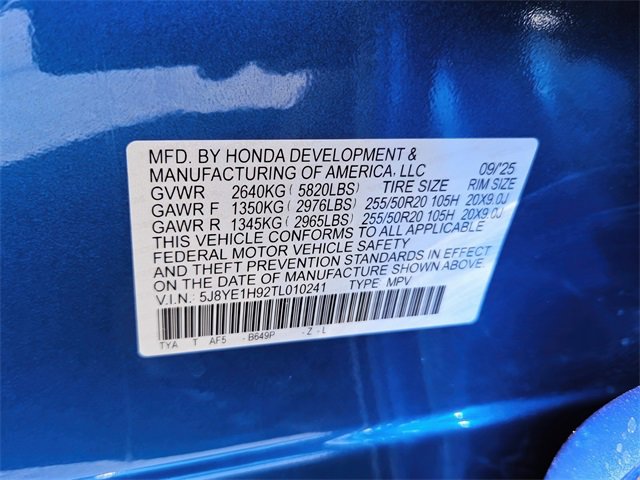 MFD. BY HONDA DEVELOPMENT &
MANUFACTURING OF AMERICA, LLC 09/'25
GVWR 2640KG ( 5820LBS) TIRE SIZE RIM SIZE
GAWR F 1350KG ( 2976LBS) 255/50R20 105H 20X9.0J
GAWR R 1345KG ( 2965LBS) 255/50R20 105H 20X9.0J
THIS VEHICLE CONFORMS TO ALL APPLICABLE
FEDERAL MOTOR VEHICLE SAFETY
AND THEFT PREVENTION STANDARDS IN EFFECT
ON THE DATE OF MANUFACTURE SHOWN ABOVE.
V.I.N.: 5J8YE1H92TL010241 TYPE: MPV
TYA T AF5 - B649P - Z - L